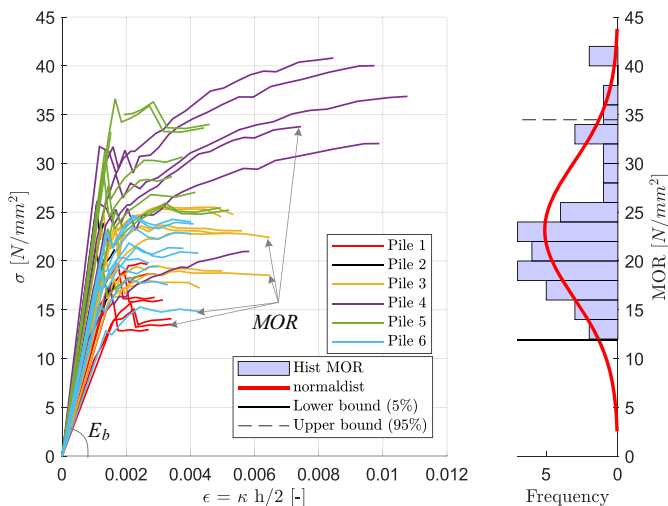 45
40
35
30
25
20
15
10
5
0
σ [N/mm²]
0
0.002
0.004
0.006
0.008
0.01
0.012
ϵ = κ h/2 [-]
E_b
MOR
Pile 1
Pile 2
Pile 3
Pile 4
Pile 5
Pile 6
Hist MOR
normaldist
Lower bound (5%)
Upper bound (95%)
45
40
35
30
25
20
15
10
5
0
MOR [N/mm²]
5
0
Frequency